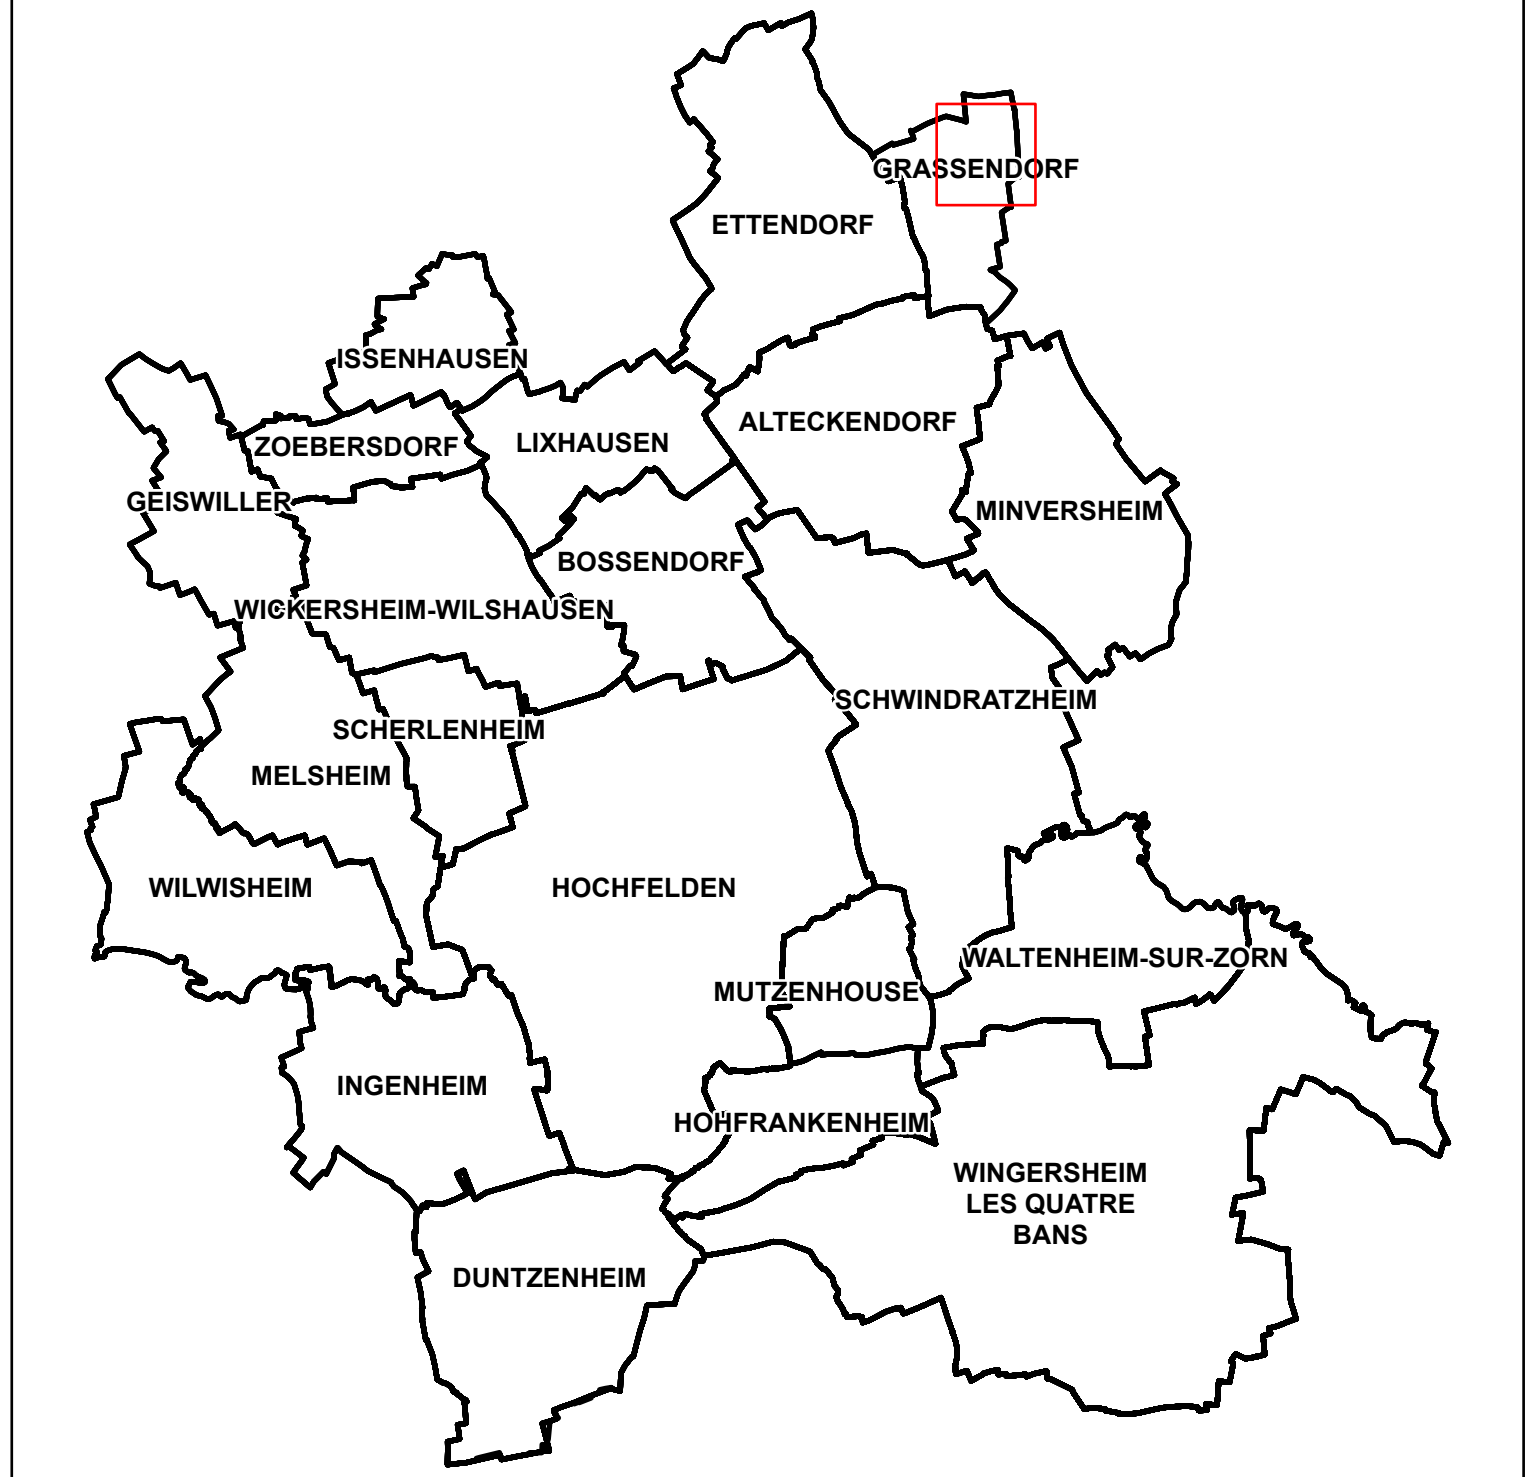 GRASSENDORF
ETTENDORF
ISSENHAUSEN
ALTECKENDORF
ZOEBERSDORF
LIXHAUSEN
GEISWILLER
MINVERSHEIM
BOSSENDORF
WICKERSHEIM-WILSHAUSEN
SCHWINDRATZHEIM
SCHERLENHEIM
MELSHEIM
WILWISHEIM
HOCHFELDEN
WALTENHEIM-SUR-ZORN
MUTZENHOUSE
INGENHEIM
HOHFRANKENHEIM
WINGERSHEIM
LES QUATRE
BANS
DUNTZENHEIM